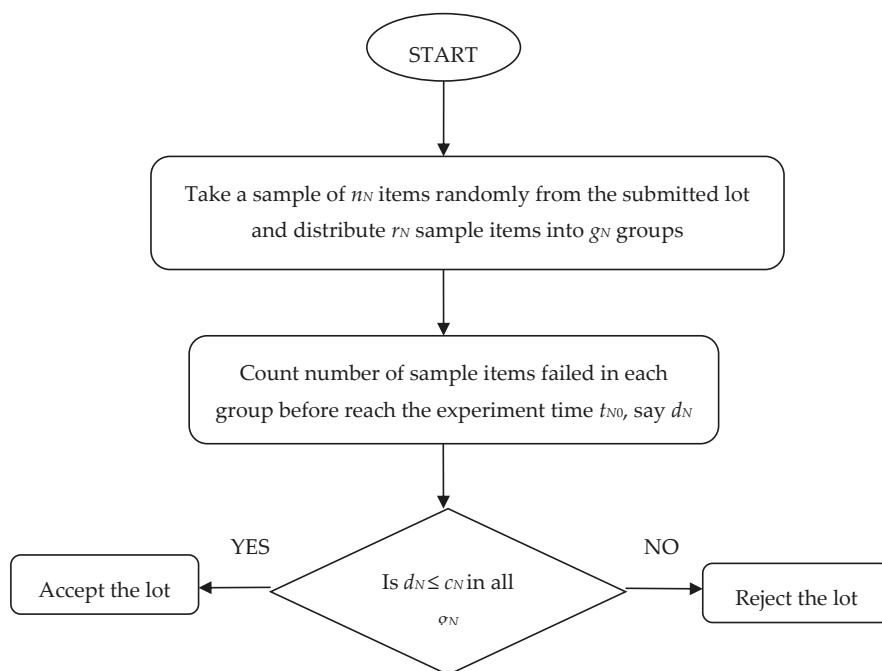 START
Take a sample of nN items randomly from the submitted lot
and distribute rN sample items into gN groups
Count number of sample items failed in each
group before reach the experiment time tN0, say dN
YES
NO
Accept the lot
Is dN ≤ cN in all
gN
Reject the lot